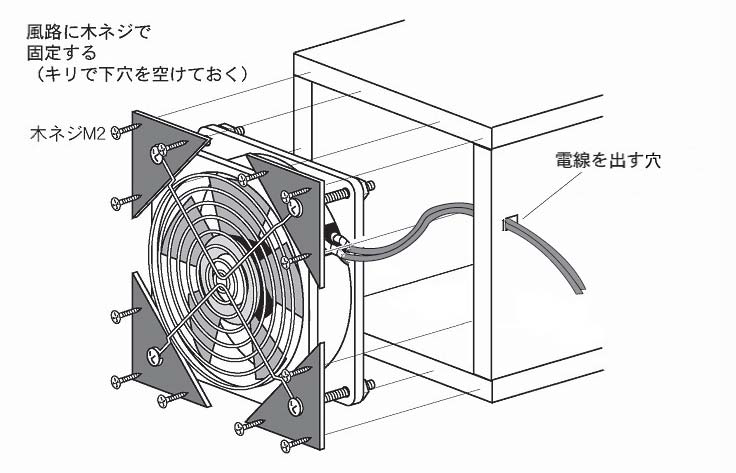 風路に木ネジで
固定する
（キリで下穴を空けておく）
木ネジM2
電線を出す穴